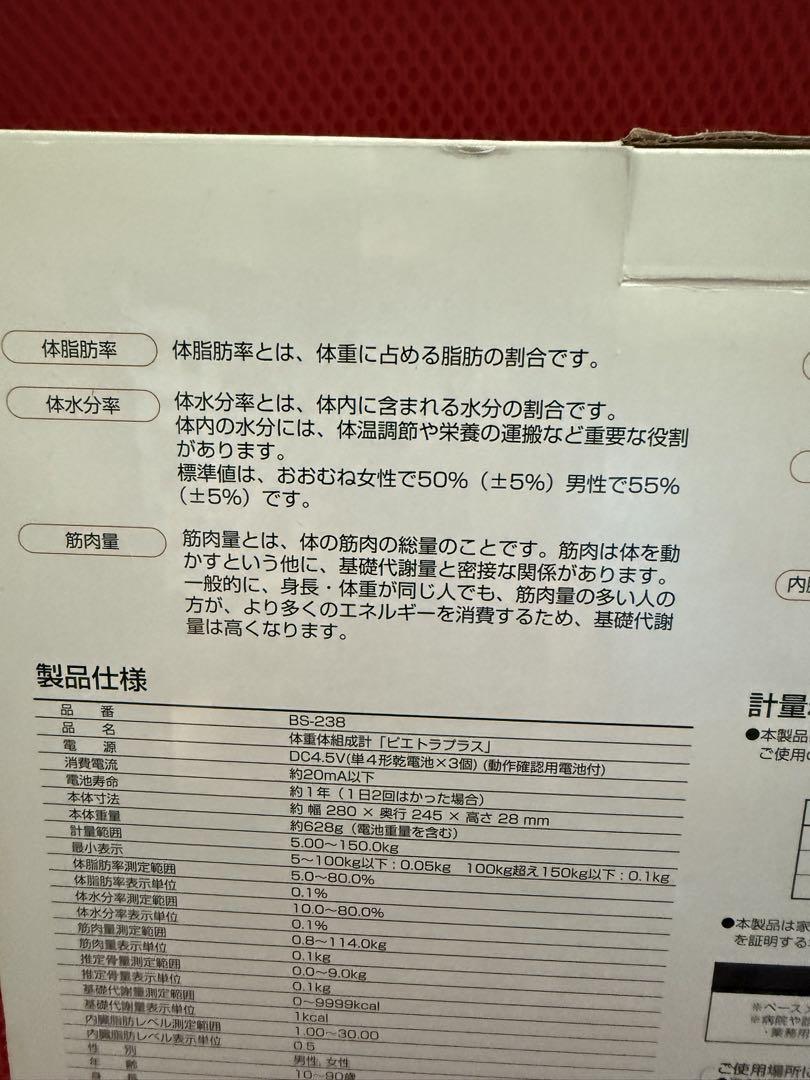 体脂肪率
体脂肪率とは、体重に占める脂肪の割合です。
体水分率
体水分率とは、体内に含まれる水分の割合です。
体内の水分には、体温調節や栄養の運搬など重要な役割
があります。
標準値は、おおむね女性で50%（±5%）男性で55%
（±5%）です。
筋肉量
筋肉量とは、体の筋肉の総量のことです。筋肉は体を動
かすという他に、基礎代謝量と密接な関係があります。
一般的に、身長・体重が同じ人でも、筋肉量の多い人の
方が、より多くのエネルギーを消費するため、基礎代謝
量は高くなります。
製品仕様
品番 BS-238
品名 体重体組成計「ピエトラプラス」
電源 DC4.5V(単4形乾電池×3個) (動作確認用電池付)
消費電流 約20mA以下
電池寿命 約1年（1日2回はかった場合）
本体寸法 約 幅 280 × 奥行 245 × 高さ 28 mm
本体重量 約628g（電池重量を含む）
計量範囲 5.00～150.0kg
最小表示 5～100kg以下：0.05kg 100kg超え150kg以下：0.1kg
体脂肪率測定範囲 5.0～80.0%
体脂肪率表示単位 0.1%
体水分率測定範囲 10.0～80.0%
体水分率表示単位 0.1%
筋肉量測定範囲 0.8～114.0kg
筋肉量表示単位 0.1kg
推定骨量測定範囲 0.0～9.0kg
推定骨量表示単位 0.1kg
基礎代謝量測定範囲 0～9999kcal
基礎代謝量表示単位 1kcal
内臓脂肪レベル測定範囲 1.00～30.00
内臓脂肪レベル表示単位 0.5
性別 男性, 女性
年齢 10～90歳
身長
内臓
計量
●本製品
ご使用
●本製品は家
を証明する
※ペース
※病院や
・業務用
ご使用場所